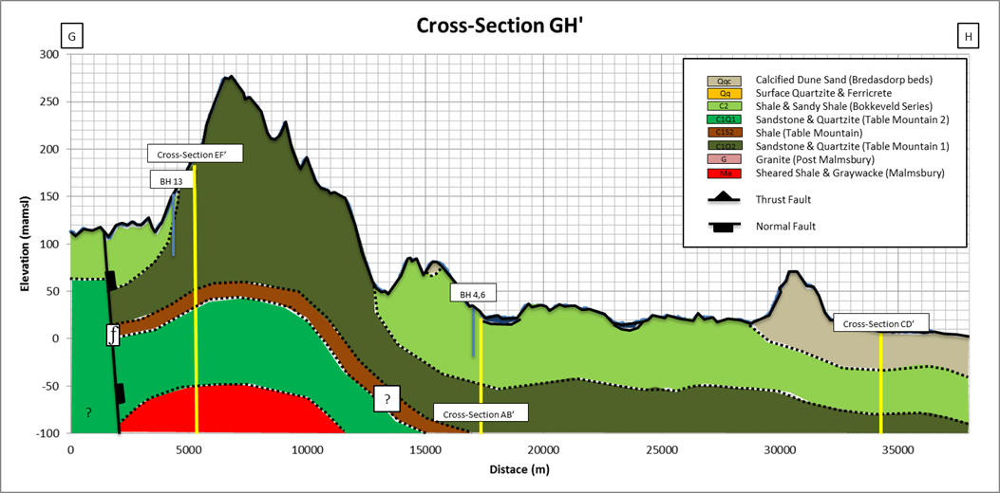 Cross-Section GH'
G
H
300
250
200
150
100
50
0
-50
-100
Elevation (mamsl)
0
5000
10000
15000
20000
25000
30000
35000
Distace (m)
Cross-Section EF'
BH 13
BH 4,6
Cross-Section AB'
Cross-Section CD'
f
?
?
Qqc Calcified Dune Sand (Bredasdorp beds)
Qq Surface Quartzite & Ferricrete
C2 Shale & Sandy Shale (Bokkeveld Series)
C1Q1 Sandstone & Quartzite (Table Mountain 2)
C1S2 Shale (Table Mountain)
C1Q2 Sandstone & Quartzite (Table Mountain 1)
G Granite (Post Malmsbury)
Ma Sheared Shale & Graywacke (Malmsbury)
Thrust Fault
Normal Fault